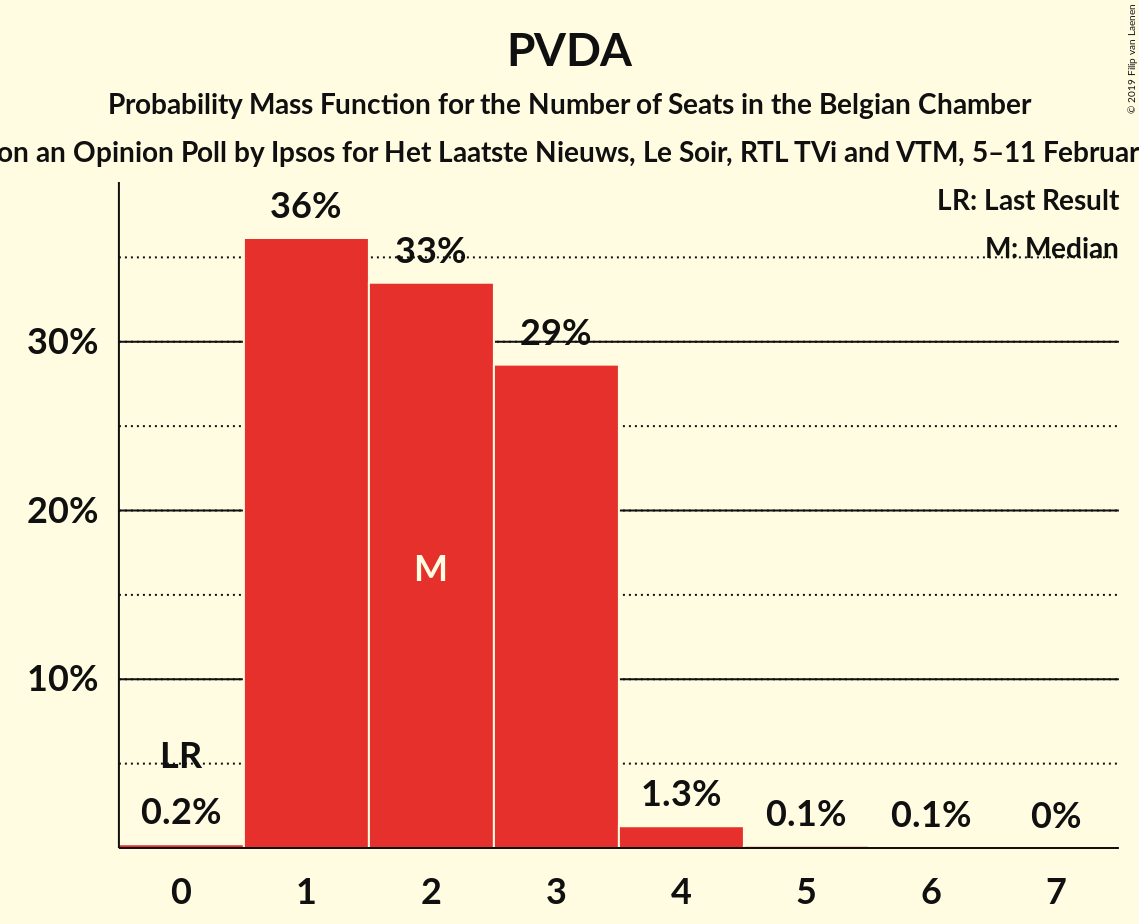 PVDA
Probability Mass Function for the Number of Seats in the Belgian Chamber
on an Opinion Poll by Ipsos for Het Laatste Nieuws, Le Soir, RTL TVi and VTM, 5–11 Februar
© 2019 Filip van Laenen
LR: Last Result
M: Median
36%
33%
29%
30%
20%
10%
M
LR
0.2%
1.3%
0.1%
0.1%
0%
0 1 2 3 4 5 6 7